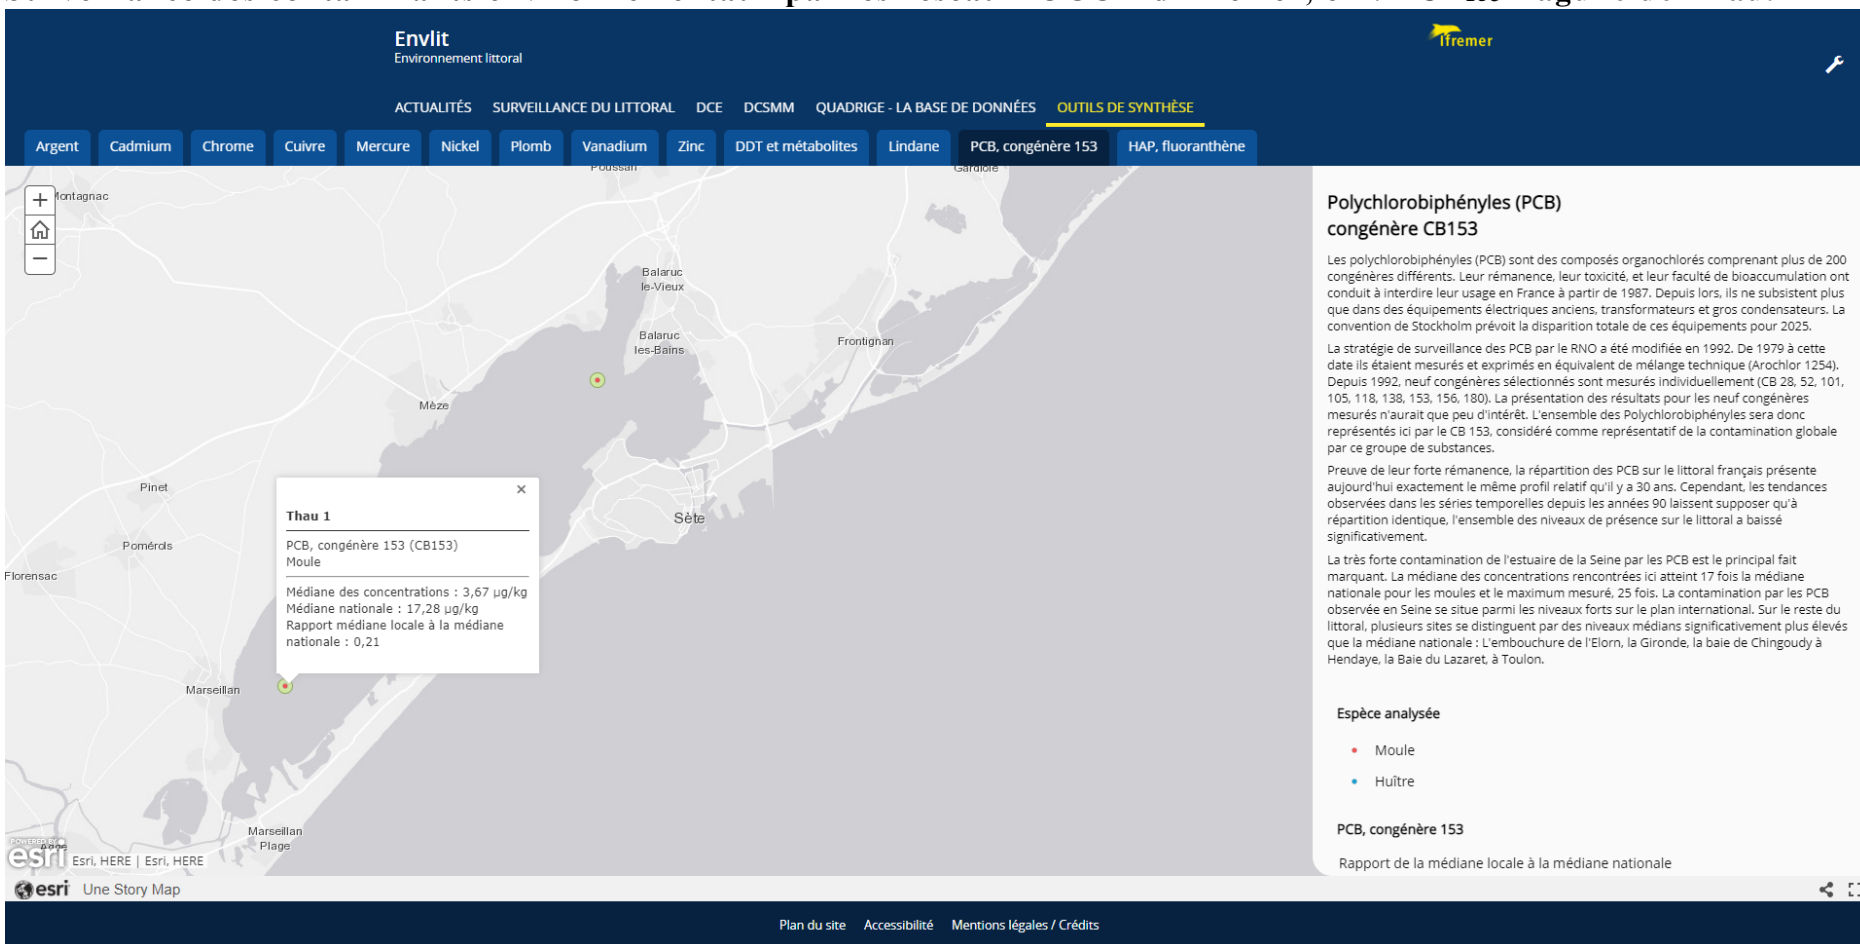 Envlit
Environnement littoral
Ifremer
ACTUALITÉS SURVEILLANCE DU LITTORAL DCE DCSMM QUADRIGE - LA BASE DE DONNÉES OUTILS DE SYNTHÈSE
Argent Cadmium Chrome Cuivre Mercure Nickel Plomb Vanadium Zinc DDT et métabolites Lindane PCB, congénère 153 HAP, fluoranthène
Poussan
Gardiole
Montagnac
Balaruc
le-Vieux
Balaruc
les-Bains
Frontignan
Mèze
Pinet
Sète
Pomérols
Florensac
Marseillan
Marseillan
Plage
Thau 1
PCB, congénère 153 (CB153)
Moule
Médiane des concentrations : 3,67 µg/kg
Médiane nationale : 17,28 µg/kg
Rapport médiane locale à la médiane
nationale : 0,21
POWERED BY
esri
Esri, HERE | Esri, HERE
Polychlorobiphényles (PCB)
congénère CB153
Les polychlorobiphényles (PCB) sont des composés organochlorés comprenant plus de 200
congénères différents. Leur rémanence, leur toxicité, et leur faculté de bioaccumulation ont
conduit à interdire leur usage en France à partir de 1987. Depuis lors, ils ne subsistent plus
que dans des équipements électriques anciens, transformateurs et gros condensateurs. La
convention de Stockholm prévoit la disparition totale de ces équipements pour 2025.
La stratégie de surveillance des PCB par le RNO a été modifiée en 1992. De 1979 à cette
date ils étaient mesurés et exprimés en équivalent de mélange technique (Arochlor 1254).
Depuis 1992, neuf congénères sélectionnés sont mesurés individuellement (CB 28, 52, 101,
105, 118, 138, 153, 156, 180). La présentation des résultats pour les neuf congénères
mesurés n'aurait que peu d'intérêt. L'ensemble des Polychlorobiphényles sera donc
représentés ici par le CB 153, considéré comme représentatif de la contamination globale
par ce groupe de substances.
Preuve de leur forte rémanence, la répartition des PCB sur le littoral français présente
aujourd'hui exactement le même profil relatif qu'il y a 30 ans. Cependant, les tendances
observées dans les séries temporelles depuis les années 90 laissent supposer qu'à
répartition identique, l'ensemble des niveaux de présence sur le littoral a baissé
significativement.
La très forte contamination de l'estuaire de la Seine par les PCB est le principal fait
marquant. La médiane des concentrations rencontrées ici atteint 17 fois la médiane
nationale pour les moules et le maximum mesuré, 25 fois. La contamination par les PCB
observée en Seine se situe parmi les niveaux forts sur le plan international. Sur le reste du
littoral, plusieurs sites se distinguent par des niveaux médians significativement plus élevés
que la médiane nationale : L'embouchure de l'Elorn, la Gironde, la baie de Chingoudy à
Hendaye, la Baie du Lazaret, à Toulon.
Espèce analysée
Moule
Huître
PCB, congénère 153
Rapport de la médiane locale à la médiane nationale
esri Une Story Map
Plan du site Accessibilité Mentions légales / Crédits